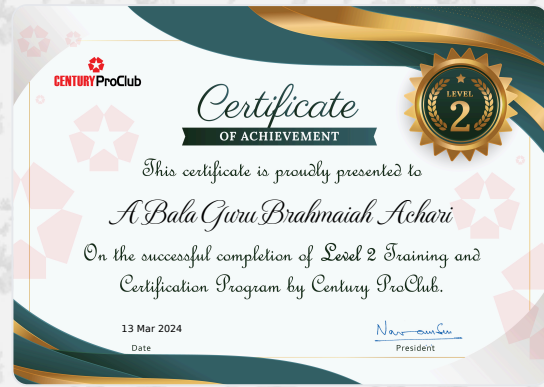 CENTURY ProClub
LEVEL
2
Certificate
OF ACHIEVEMENT
This certificate is proudly presented to
A Bala Guru Brahmaiah Achari
On the successful completion of Level 2 Training and
Certification Program by Century ProClub.
13 Mar 2024
Date
President